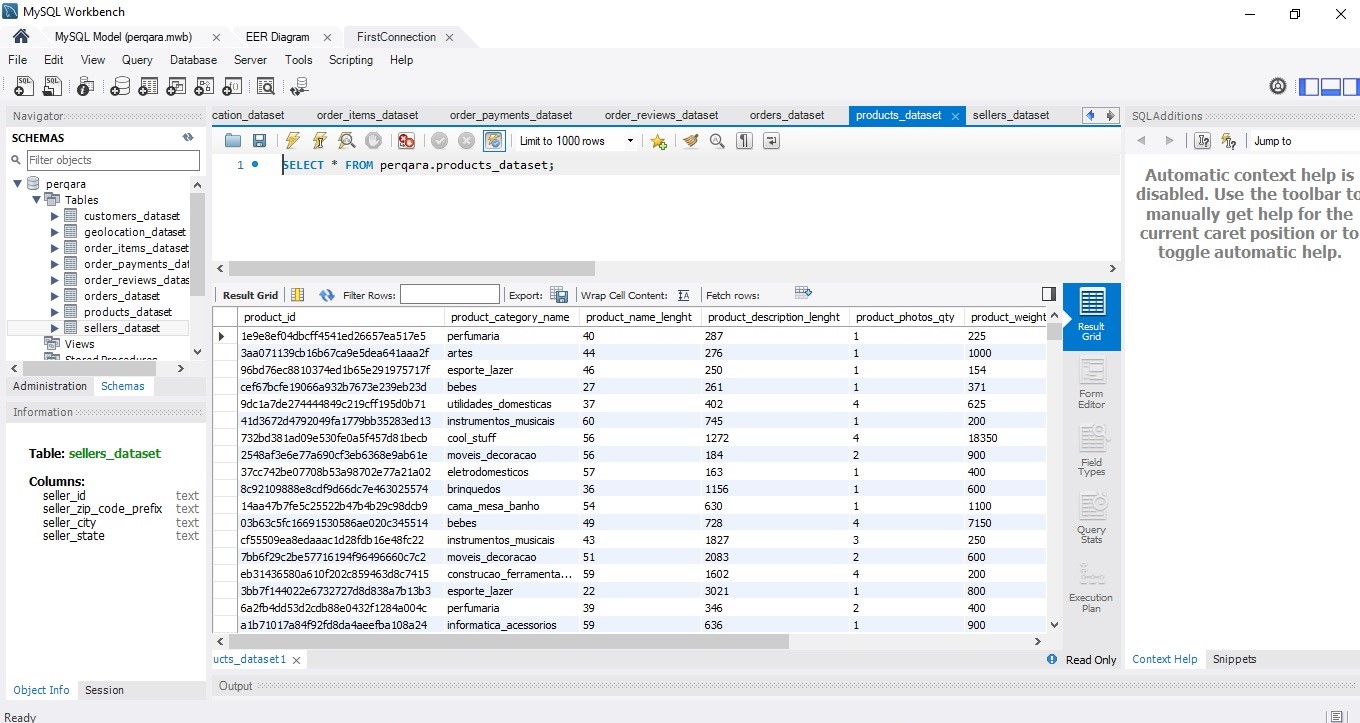 MySQL Workbench
MySQL Model (perqara.mwb) EER Diagram FirstConnection
File Edit View Query Database Server Tools Scripting Help
Navigator
SCHEMAS
Filter objects
perqara
Tables
customers_dataset
geolocation_dataset
order_items_dataset
order_payments_dat
order_reviews_datas
orders_dataset
products_dataset
sellers_dataset
Views
Stored Procedures
Administration Schemas
Information
Table: sellers_dataset
Columns:
seller_id text
seller_zip_code_prefix text
seller_city text
seller_state text
Object Info Session
Ready
cation_dataset order_items_dataset order_payments_dataset order_reviews_dataset orders_dataset products_dataset sellers_dataset
Limit to 1000 rows
1 SELECT * FROM perqara.products_dataset;
Result Grid Filter Rows: Export: Wrap Cell Content: IA Fetch rows:
product_id product_category_name product_name_lenght product_description_lenght product_photos_qty product_weight
1e9e8ef04dbcff4541ed26657ea517e5 perfumaria 40 287 1 225
3aa071139cb16b67ca9e5dea641aaa2f artes 44 276 1 1000
96bd76ec8810374ed1b65e291975717f esporte_lazer 46 250 1 154
cef67bcfe19066a932b7673e239eb23d bebes 27 261 1 371
9dc1a7de274444849c219cff195d0b71 utilidades_domesticas 37 402 4 625
41d3672d4792049fa1779bb35283ed13 instrumentos_musicais 60 745 1 200
732bd381ad09e530fe0a5f457d81becb cool_stuff 56 1272 4 18350
2548af3e6e77a690cf3eb6368e9ab61e moveis_decoracao 56 184 2 900
37cc742be07708b53a98702e77a21a02 eletrodomesticos 57 163 1 400
8c92109888e8cdf9d66dc7e463025574 brinquedos 36 1156 1 600
14aa47b7fe5c25522b47b4b29c98dcb9 cama_mesa_banho 54 630 1 1100
03b63c5fc16691530586ae020c345514 bebes 49 728 4 7150
cf55509ea8edaaac1d28fdb16e48fc22 instrumentos_musicais 43 1827 3 250
7bb6f29c2be57716194f96496660c7c2 moveis_decoracao 51 2083 2 600
eb31436580a610f202c859463d8c7415 construcao_ferramenta... 59 1602 4 200
3bb7f144022e6732727d8d838a7b13b3 esporte_lazer 22 3021 1 800
6a2fb4dd53d2cdb88e0432f1284a004c perfumaria 39 346 2 400
a1b71017a84f92fd8da4aeefba108a24 informatica_acessorios 59 636 1 900
Result Grid
Form Editor
Field Types
Query Stats
Execution Plan
ucts_dataset1
Read Only
Output
SQLAdditions
Jump to
Automatic context help is
disabled. Use the toolbar to
manually get help for the
current caret position or to
toggle automatic help.
Context Help Snippets